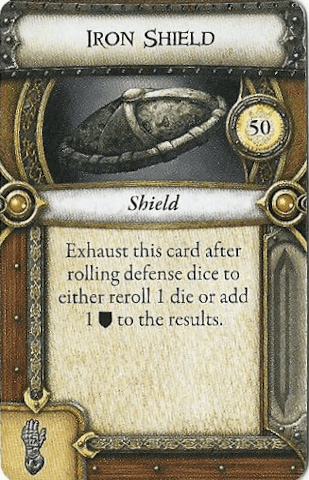 IRON SHIELD
50
Shield
Exhaust this card after
rolling defense dice to
either reroll 1 die or add
1 to the results.